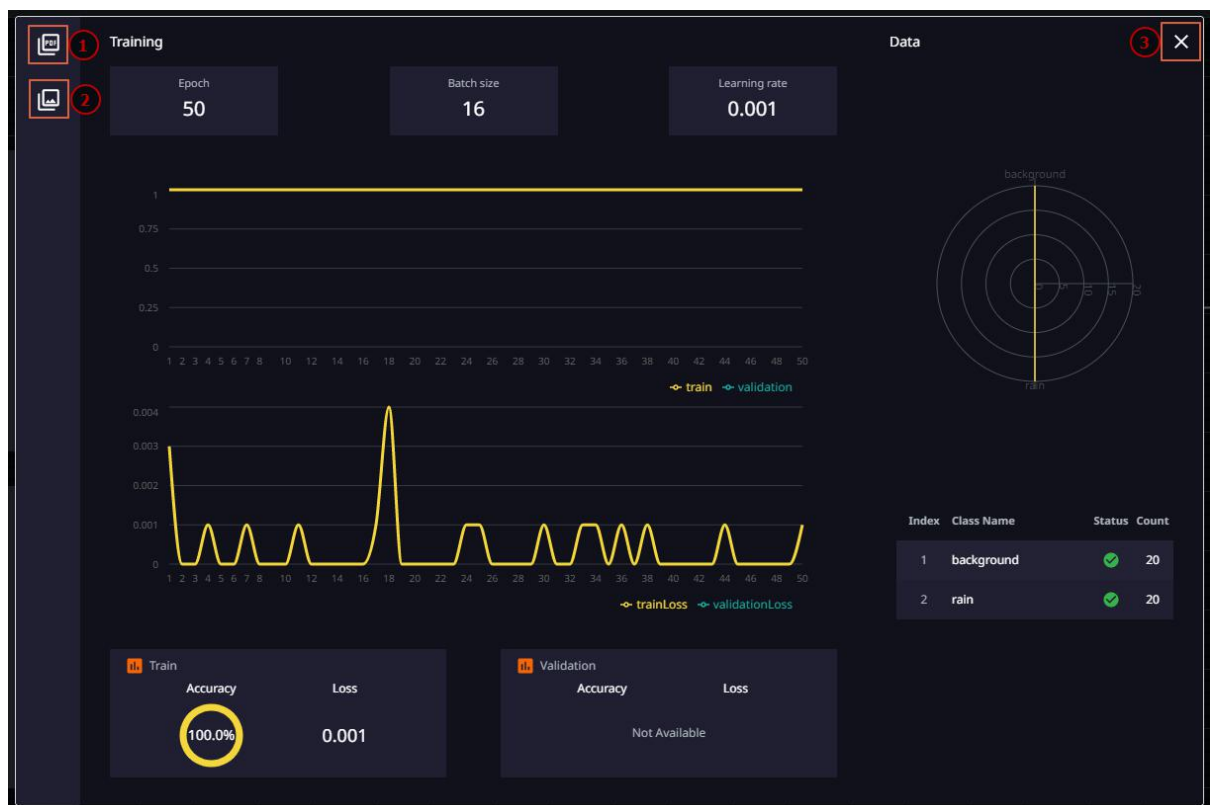 PDF
1
2
Training
Epoch
50
Batch size
16
Learning rate
0.001
1
0.75
0.5
0.25
0
1 2 3 4 5 6 7 8 10 12 14 16 18 20 22 24 26 28 30 32 34 36 38 40 42 44 46 48 50
train validation
0.004
0.003
0.002
0.001
0
1 2 3 4 5 6 7 8 10 12 14 16 18 20 22 24 26 28 30 32 34 36 38 40 42 44 46 48 50
trainLoss validationLoss
Train
Accuracy Loss
100.0% 0.001
Validation
Accuracy Loss
Not Available
Data
3
background
0 5 10 15 20
rain
Index Class Name Status Count
1 background 20
2 rain 20